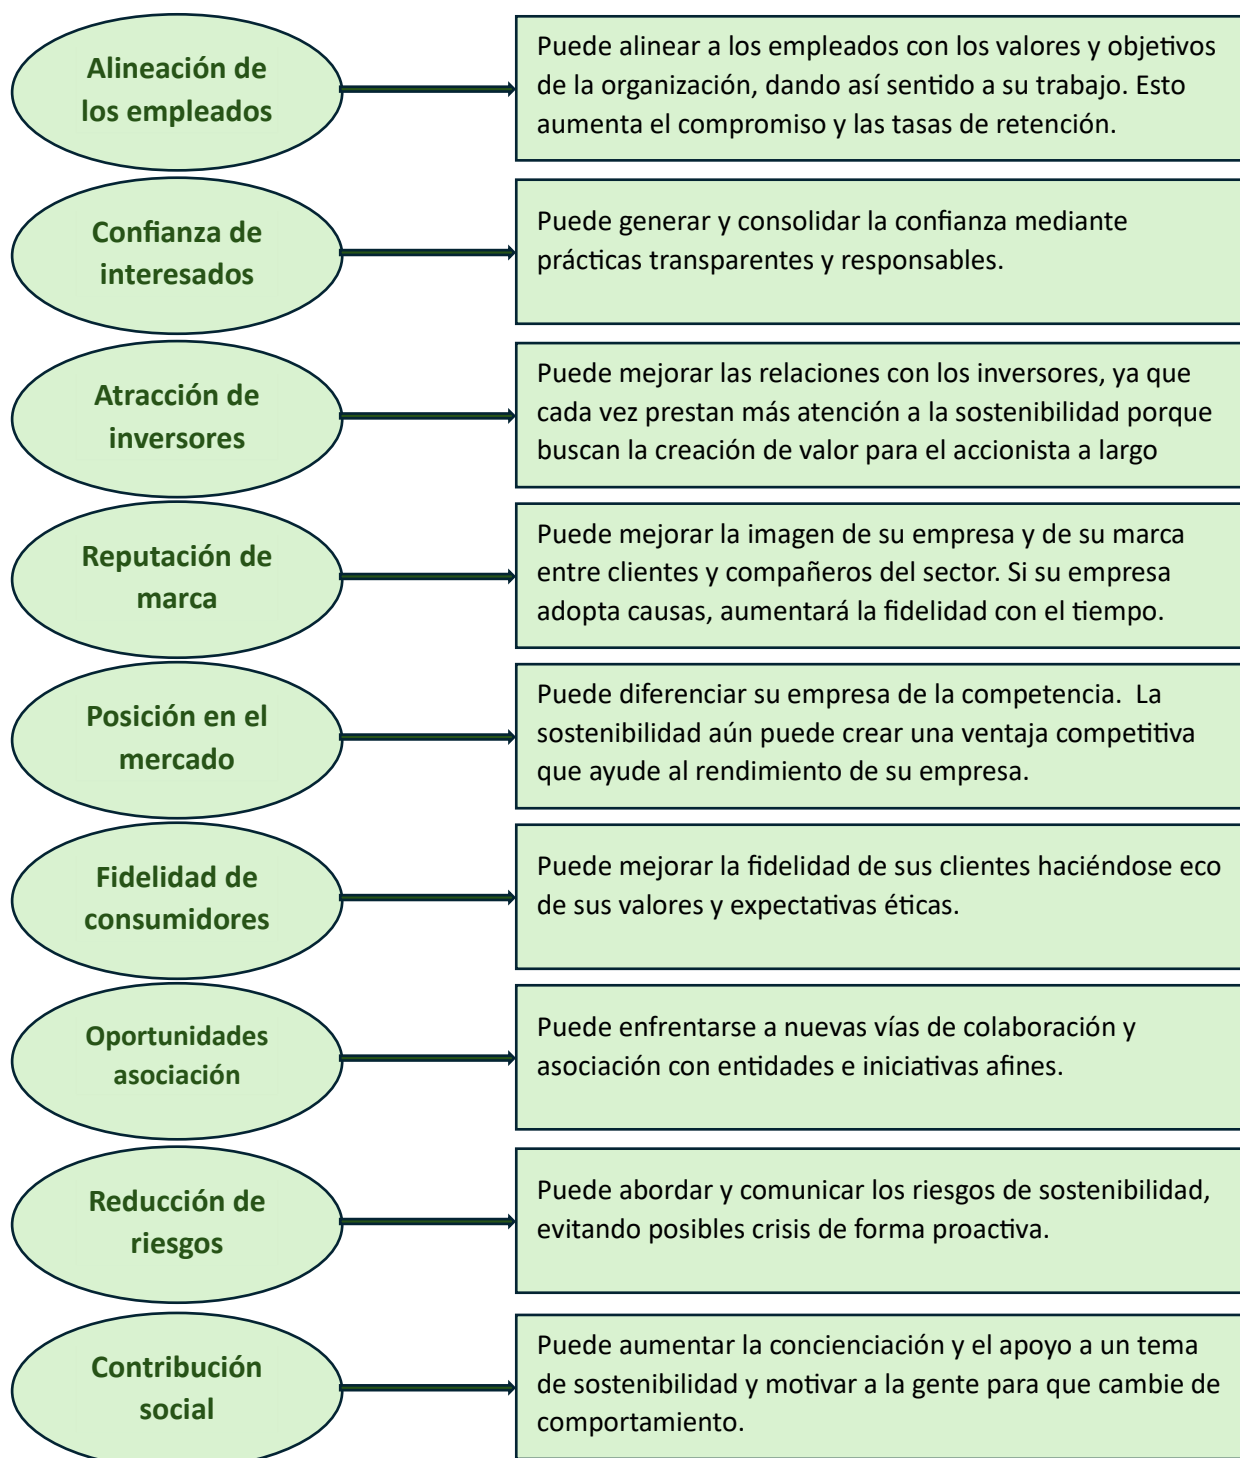 Alineación de
los empleados
Puede alinear a los empleados con los valores y objetivos
de la organización, dando así sentido a su trabajo. Esto
aumenta el compromiso y las tasas de retención.
Confianza de
interesados
Puede generar y consolidar la confianza mediante
prácticas transparentes y responsables.
Atracción de
inversores
Puede mejorar las relaciones con los inversores, ya que
cada vez prestan más atención a la sostenibilidad porque
buscan la creación de valor para el accionista a largo
Reputación de
marca
Puede mejorar la imagen de su empresa y de su marca
entre clientes y compañeros del sector. Si su empresa
adopta causas, aumentará la fidelidad con el tiempo.
Posición en el
mercado
Puede diferenciar su empresa de la competencia. La
sostenibilidad aún puede crear una ventaja competitiva
que ayude al rendimiento de su empresa.
Fidelidad de
consumidores
Puede mejorar la fidelidad de sus clientes haciéndose eco
de sus valores y expectativas éticas.
Oportunidades
asociación
Puede enfrentarse a nuevas vías de colaboración y
asociación con entidades e iniciativas afines.
Reducción de
riesgos
Puede abordar y comunicar los riesgos de sostenibilidad,
evitando posibles crisis de forma proactiva.
Contribución
social
Puede aumentar la concienciación y el apoyo a un tema
de sostenibilidad y motivar a la gente para que cambie de
comportamiento.